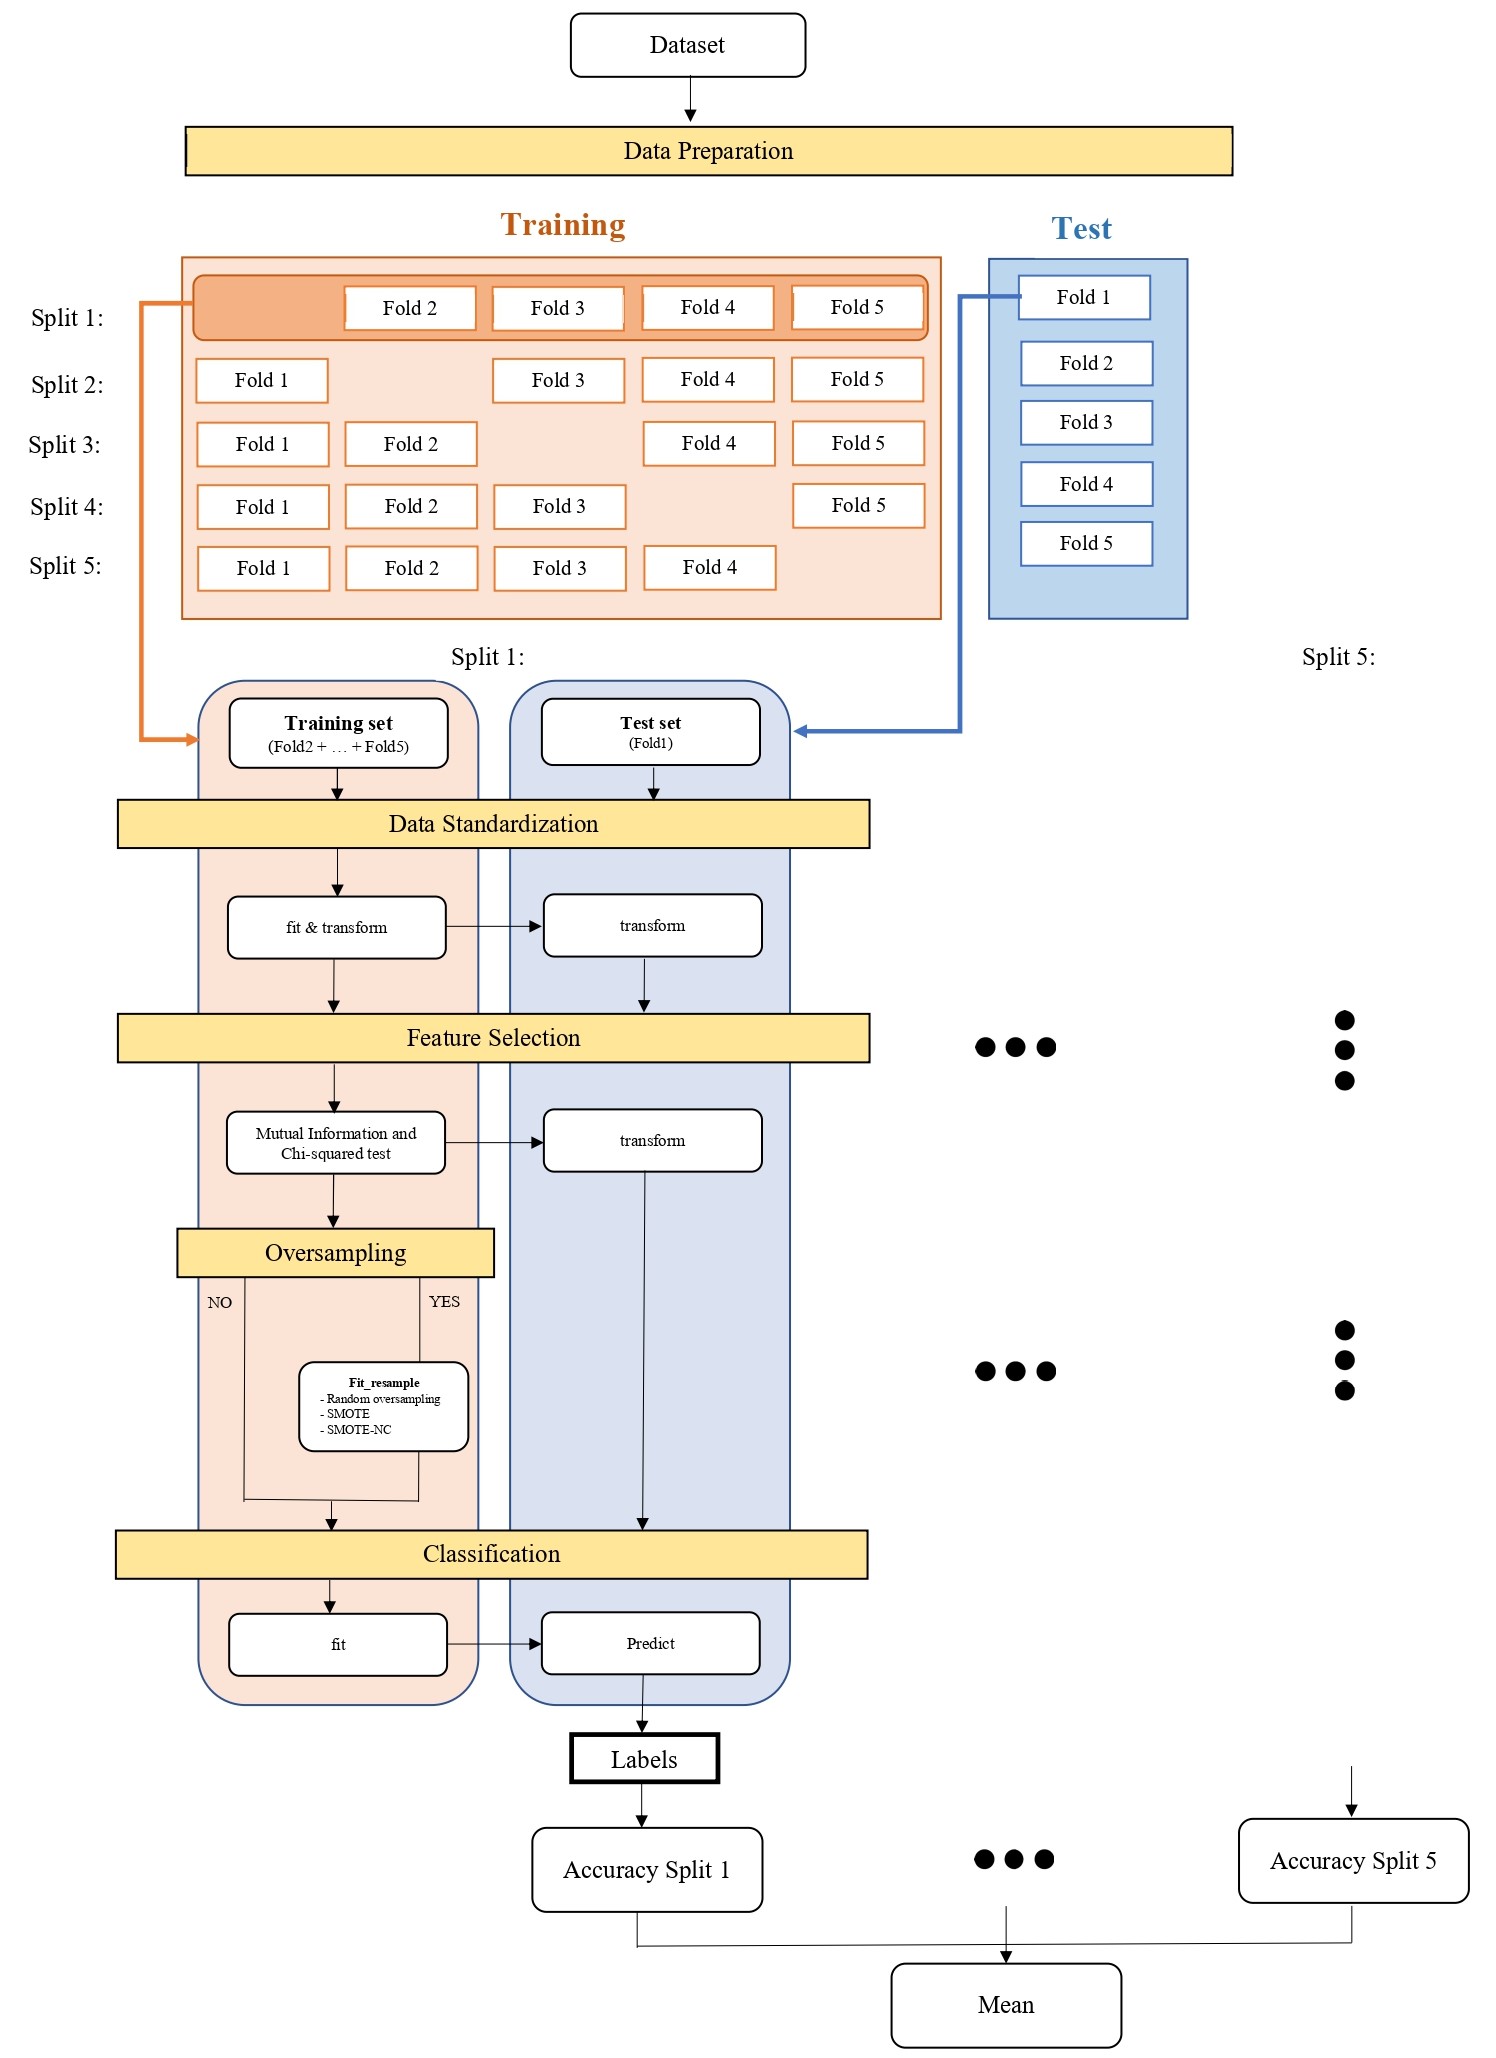 Dataset
Data Preparation
Training
Test
Split 1:
Fold 2
Fold 3
Fold 4
Fold 5
Fold 1
Split 2:
Fold 1
Fold 3
Fold 4
Fold 5
Fold 2
Split 3:
Fold 1
Fold 2
Fold 4
Fold 5
Fold 3
Split 4:
Fold 1
Fold 2
Fold 3
Fold 5
Fold 4
Split 5:
Fold 1
Fold 2
Fold 3
Fold 4
Fold 5
Split 1:
Split 5:
Training set
(Fold2 + … + Fold5)
Test set
(Fold1)
Data Standardization
fit & transform
transform
Feature Selection
Mutual Information and
Chi-squared test
transform
Oversampling
NO
YES
Fit_resample
- Random oversampling
- SMOTE
- SMOTE-NC
Classification
fit
Predict
Labels
Accuracy Split 1
Accuracy Split 5
Mean